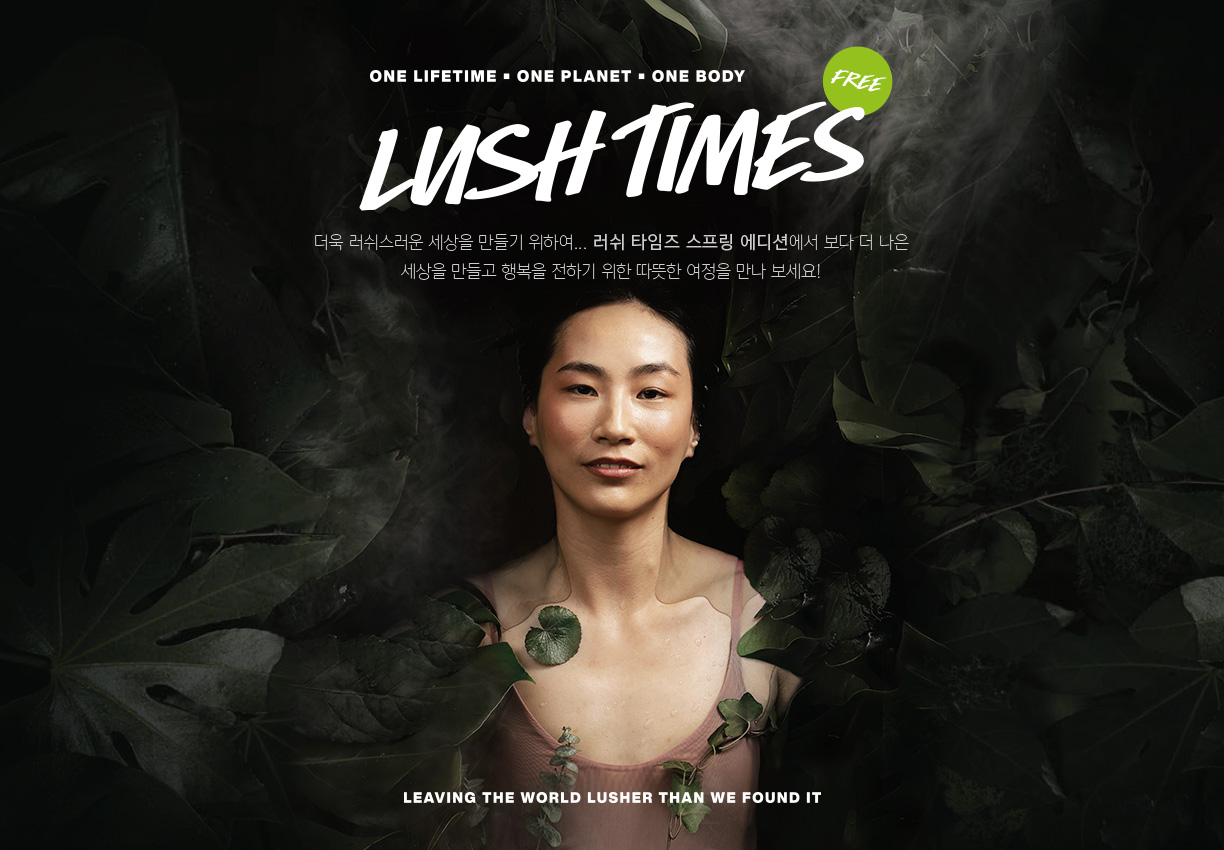 ONE LIFETIME ▪ ONE PLANET ▪ ONE BODY
FREE
LUSH TIMES
더욱 러쉬스러운 세상을 만들기 위하여... 러쉬 타임즈 스프링 에디션에서 보다 더 나은
세상을 만들고 행복을 전하기 위한 따뜻한 여정을 만나 보세요!
LEAVING THE WORLD LUSHER THAN WE FOUND IT